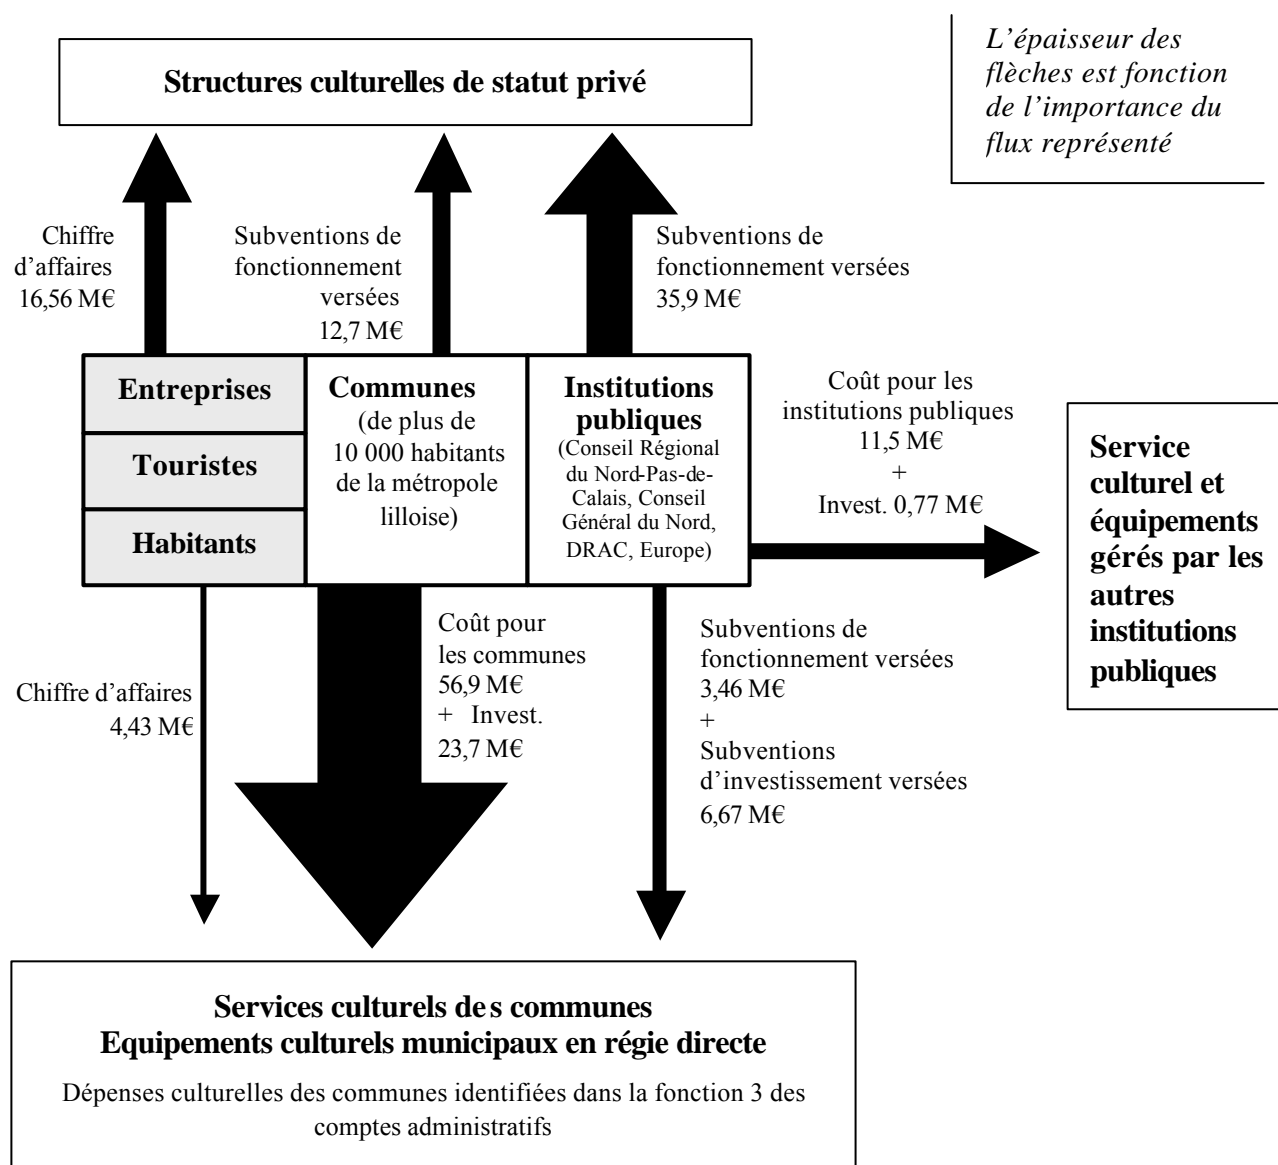 L’épaisseur des
flèches est fonction
de l’importance du
flux représenté
Structures culturelles de statut privé
Chiffre
d’affaires
16,56 M€
Subventions de
fonctionnement
versées
12,7 M€
Subventions de
fonctionnement versées
35,9 M€
Entreprises
Touristes
Habitants
Communes
(de plus de
10 000 habitants
de la métropole
lilloise)
Institutions
publiques
(Conseil Régional
du Nord-Pas-de-
Calais, Conseil
Général du Nord,
DRAC, Europe)
Coût pour les
institutions publiques
11,5 M€
+
Invest. 0,77 M€
Service
culturel et
équipements
gérés par les
autres
institutions
publiques
Chiffre d’affaires
4,43 M€
Coût pour
les communes
56,9 M€
+ Invest.
23,7 M€
Subventions de
fonctionnement versées
3,46 M€
+
Subventions
d’investissement versées
6,67 M€
Services culturels des communes
Equipements culturels municipaux en régie directe
Dépenses culturelles des communes identifiées dans la fonction 3 des
comptes administratifs